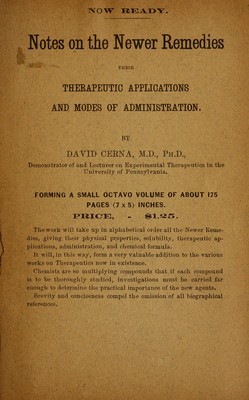 NOW READY.
Notes on the Newer Remedies
THEIR
THERAPEUTIC APPLICATIONS
AND MODES OF ADMINISTRATION.
BY
DAVID CERNA, M.D., PH.D.,
Demonstrator of and Lecturer on Experimental Therapeutics in the
University of Pennsylvania.
FORMING A SMALL OCTAVO VOLUME OF ABOUT 175
PAGES (7 x 5) INCHES.
PRICE, - $1.25.
The work will take up in alphabetical order all the Newer Reme-
dies, giving their physical properties, solubility, therapeutic ap-
plications, administration, and chemical formula.
It will, in this way, form a very valuable addition to the various
works on Therapeutics now in existence.
Chemists are so multiplying compounds that if each compound
is to be thoroughly studied, investigations must be carried far
enough to determine the practical importance of the new agents.
Brevity and conciseness compel the omission of all biographical
references.